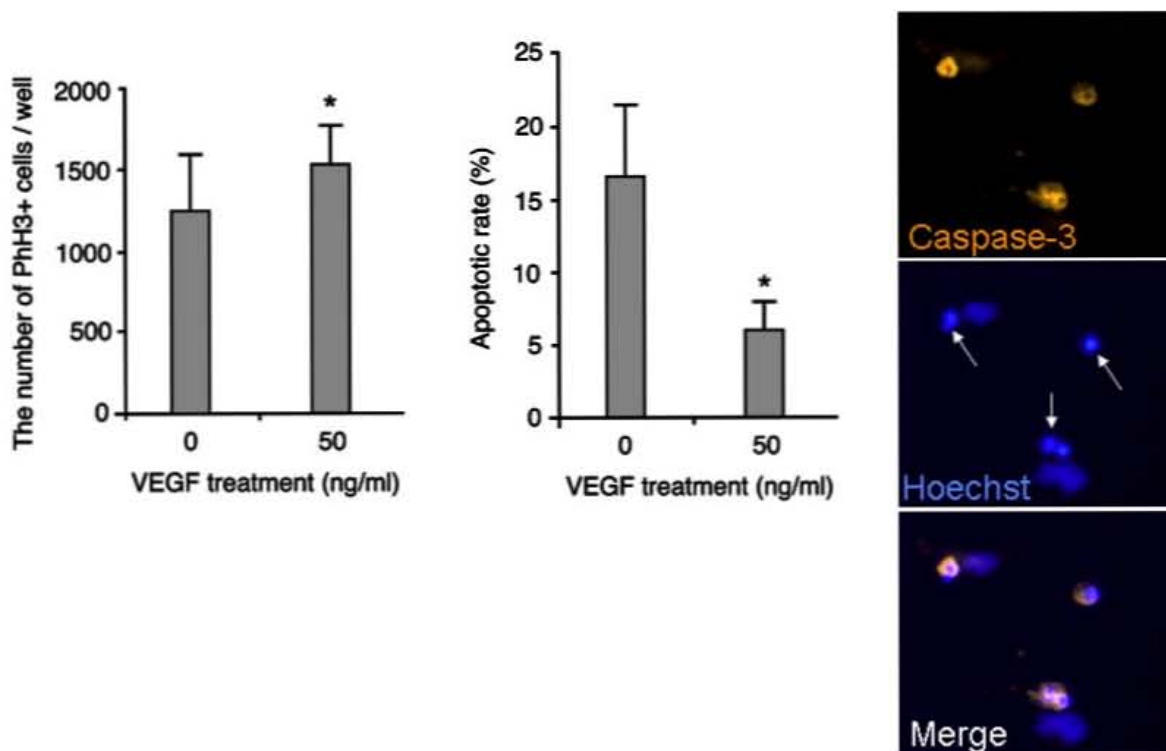 The number of PhH3+ cells / well
2000
1500
1000
500
0
*
0
50
VEGF treatment (ng/ml)
Apoptotic rate (%)
25
20
15
10
5
0
*
0
50
VEGF treatment (ng/ml)
Caspase-3
Hoechst
Merge